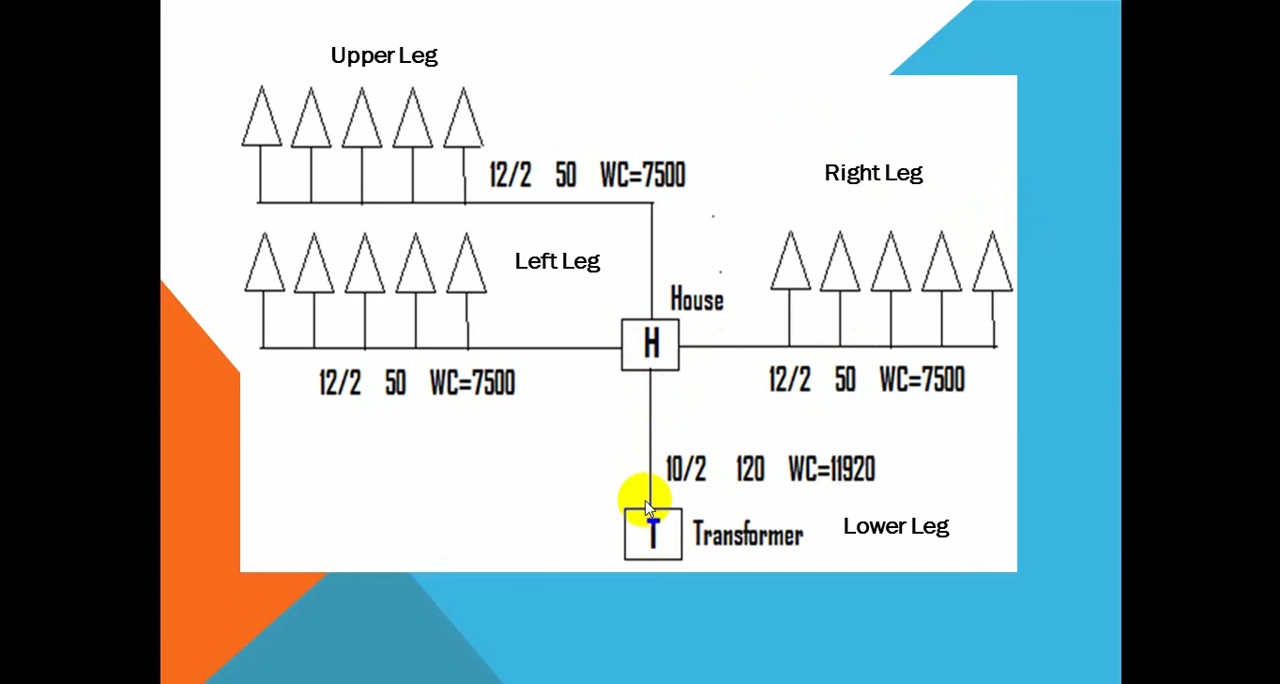 Upper Leg
12/2 50 WC=7500
Right Leg
Left Leg
House
H
12/2 50 WC=7500
12/2 50 WC=7500
10/2 120 WC=11920
T
Transformer
Lower Leg